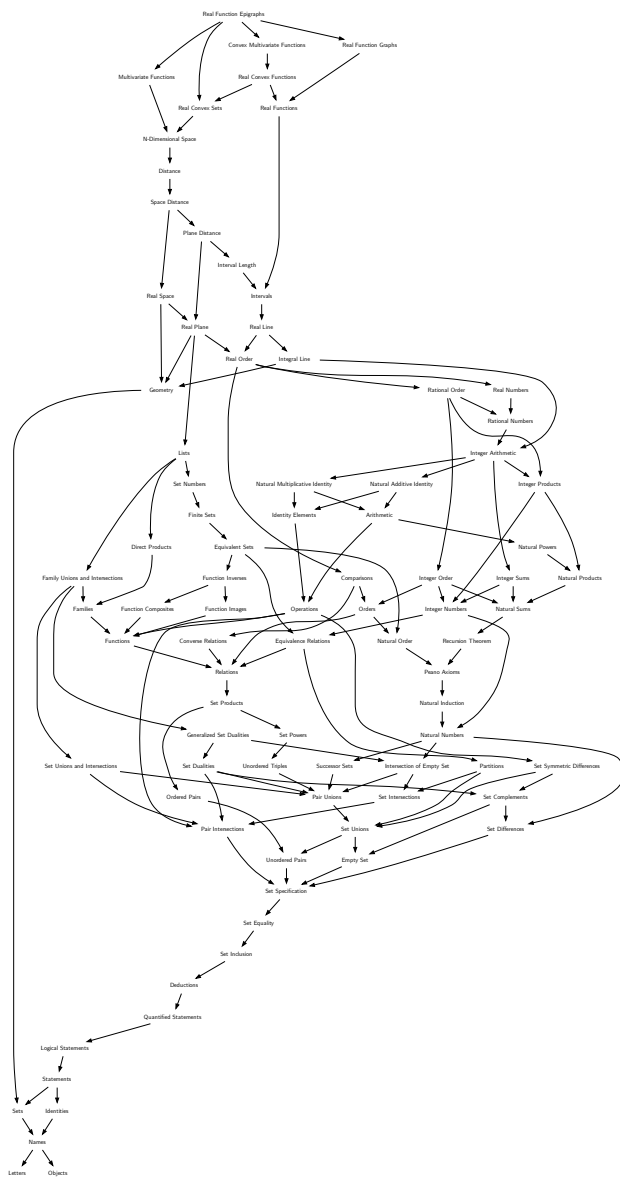 Real Function Epigraphs
Convex Multivariate Functions
Real Function Graphs
Multivariate Functions
Real Convex Functions
Real Convex Sets
Real Functions
N-Dimensional Space
Distance
Space Distance
Plane Distance
Interval Length
Real Space
Intervals
Real Plane
Real Line
Real Order
Integral Line
Geometry
Rational Order
Real Numbers
Rational Numbers
Lists
Integer Arithmetic
Set Numbers
Natural Multiplicative Identity
Natural Additive Identity
Integer Products
Finite Sets
Identity Elements
Arithmetic
Direct Products
Equivalent Sets
Natural Powers
Family Unions and Intersections
Function Inverses
Comparisons
Integer Order
Integer Sums
Natural Products
Families
Function Composites
Function Images
Operations
Orders
Integer Numbers
Natural Sums
Functions
Converse Relations
Equivalence Relations
Natural Order
Recursion Theorem
Relations
Peano Axioms
Set Products
Natural Induction
Generalized Set Dualities
Set Powers
Natural Numbers
Set Unions and Intersections
Set Dualities
Unordered Triples
Successor Sets
Intersection of Empty Set
Partitions
Set Symmetric Differences
Ordered Pairs
Pair Unions
Set Intersections
Set Complements
Pair Intersections
Set Unions
Set Differences
Unordered Pairs
Empty Set
Set Specification
Set Equality
Set Inclusion
Deductions
Quantified Statements
Logical Statements
Statements
Sets
Identities
Names
Letters
Objects